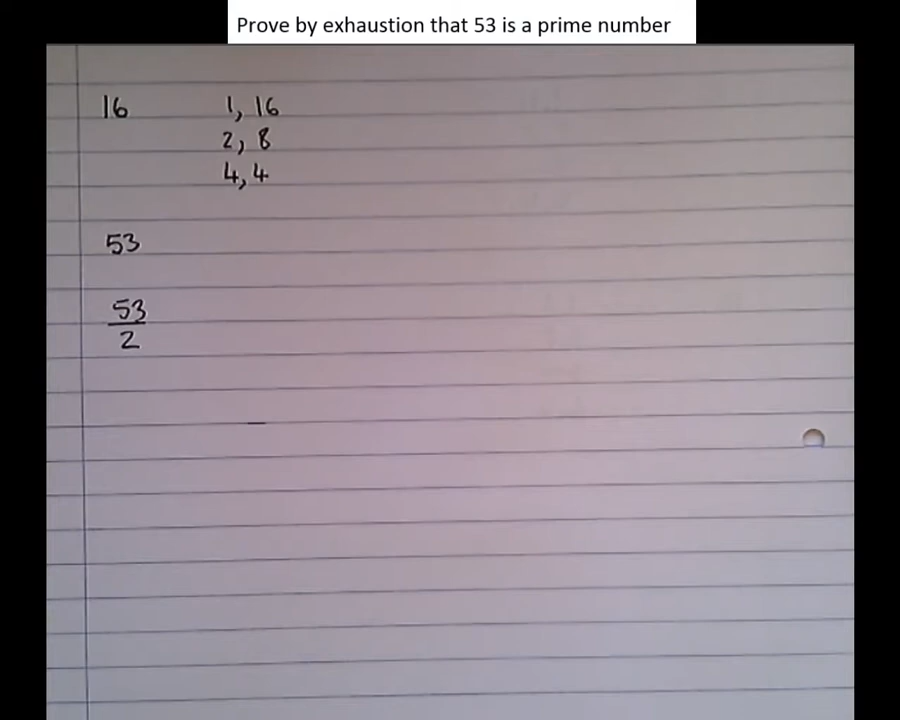 Prove by exhaustion that 53 is a prime number
16 1, 16
2, 8
4, 4
53
53
2